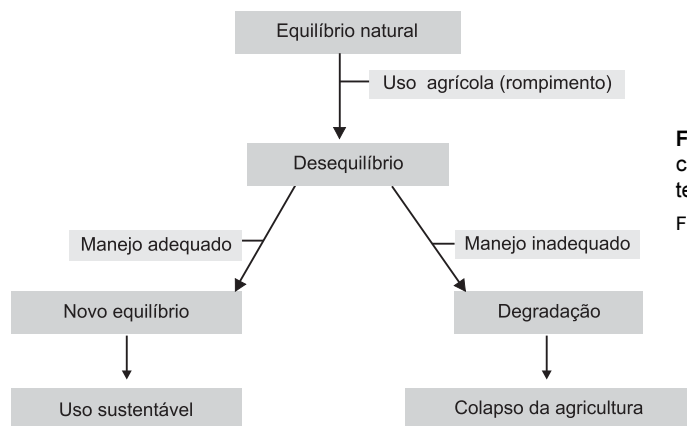 Equilíbrio natural
Uso agrícola (rompimento)
Desequilíbrio
Manejo adequado
Manejo inadequado
Novo equilíbrio
Degradação
Uso sustentável
Colapso da agricultura